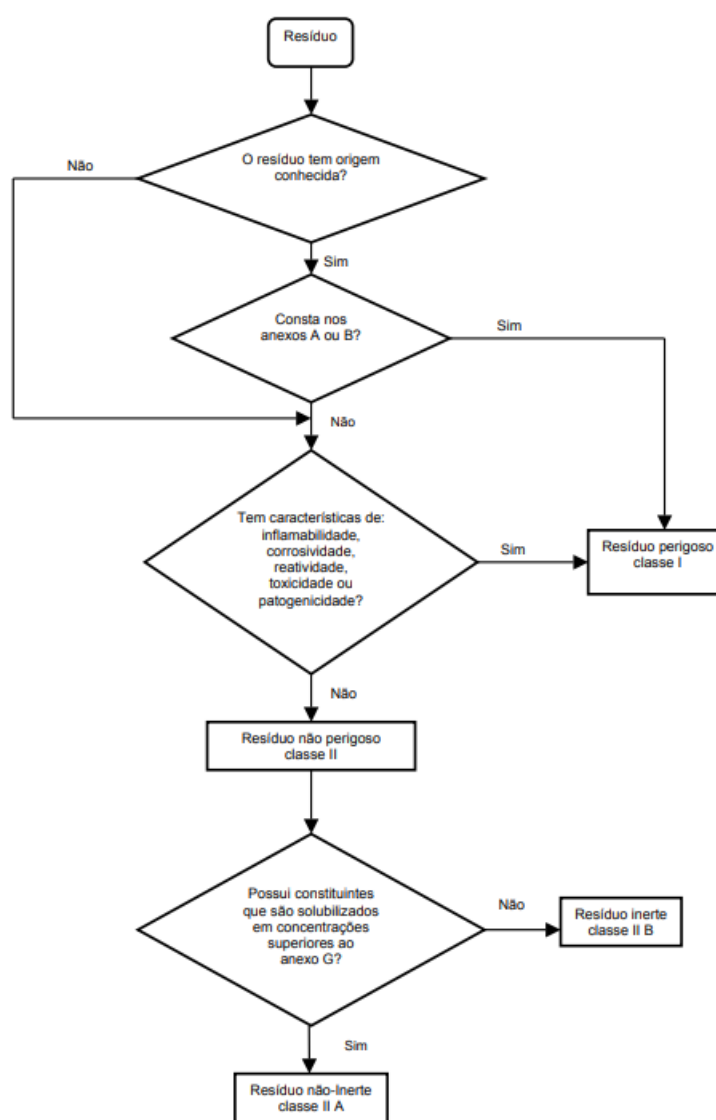 Resíduo
O resíduo tem origem
conhecida?
Não
Sim
Consta nos
anexos A ou B?
Sim
Não
Tem características de:
inflamabilidade,
corrosividade,
reatividade,
toxicidade ou
patogenicidade?
Sim
Resíduo perigoso
classe I
Não
Resíduo não perigoso
classe II
Possui constituintes
que são solubilizados
em concentrações
superiores ao
anexo G?
Não
Resíduo inerte
classe II B
Sim
Resíduo não-Inerte
classe II A